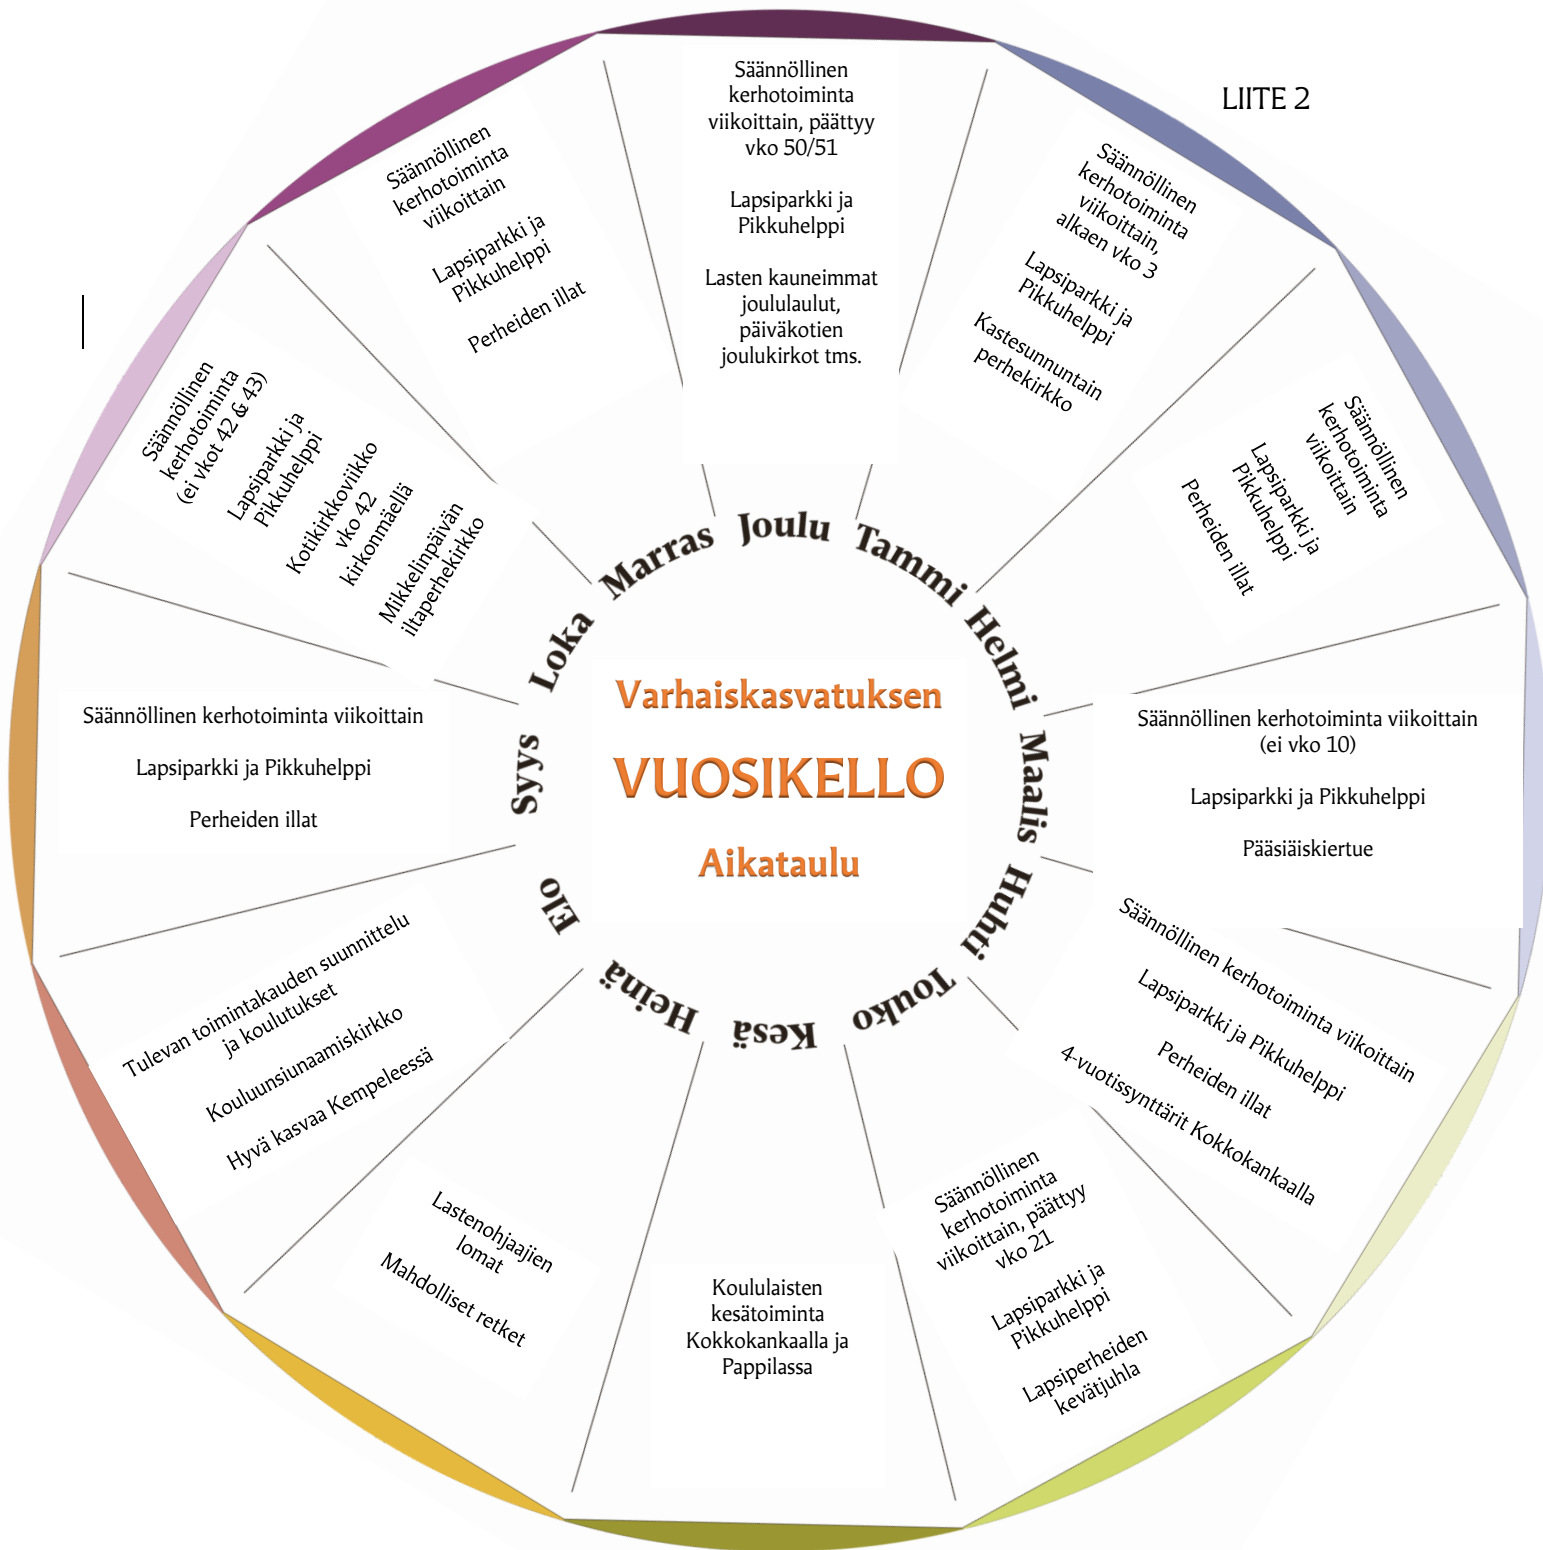 LIITE 2
Säännöllinen
kerhotoiminta
viikoittain, päättyy
vko 50/51
Lapsiparkki ja
Pikkuhelppi
Lasten kauneimmat
joululaulut,
päiväkotien
joulukirkot tms.
Säännöllinen
kerhotoiminta
viikoittain,
alkaen vko 3
Lapsiparkki ja
Pikkuhelppi
Kastesunnuntain
perhekirkko
Säännöllinen
kerhotoiminta
viikoittain
Lapsiparkki ja
Pikkuhelppi
Perheiden illat
Säännöllinen kerhotoiminta viikoittain
(ei vko 10)
Lapsiparkki ja Pikkuhelppi
Pääsiäiskiertue
Säännöllinen kerhotoiminta viikoittain
Lapsiparkki ja Pikkuhelppi
Perheiden illat
4-vuotissynttärit Kokkokankaalla
Säännöllinen
kerhotoiminta
viikoittain, päättyy
vko 21
Lapsiparkki ja
Pikkuhelppi
Lapsiperheiden
kevätjuhla
Koululaisten
kesätoiminta
Kokkokankaalla ja
Pappilassa
Lastenohjaajien
lomat
Mahdolliset retket
Tulevan toimintakauden suunnittelu
ja koulutukset
Kouluunsiunaamiskirkko
Hyvä kasvaa Kempeleessä
Säännöllinen kerhotoiminta viikoittain
Lapsiparkki ja Pikkuhelppi
Perheiden illat
Säännöllinen
kerhotoiminta
(ei vkot 42 & 43)
Lapsiparkki ja
Pikkuhelppi
Kotikirkkoviikko
vko 42
kirkonmäellä
Mikkelinpäivän
iltaperhekirkko
Säännöllinen
kerhotoiminta
viikoittain
Lapsiparkki ja
Pikkuhelppi
Perheiden illat
Joulu
Tammi
Helmi
Maalis
Huhti
Touko
Kesä
Heinä
Elo
Syys
Loka
Marras
Varhaiskasvatuksen
VUOSIKELLO
Aikataulu